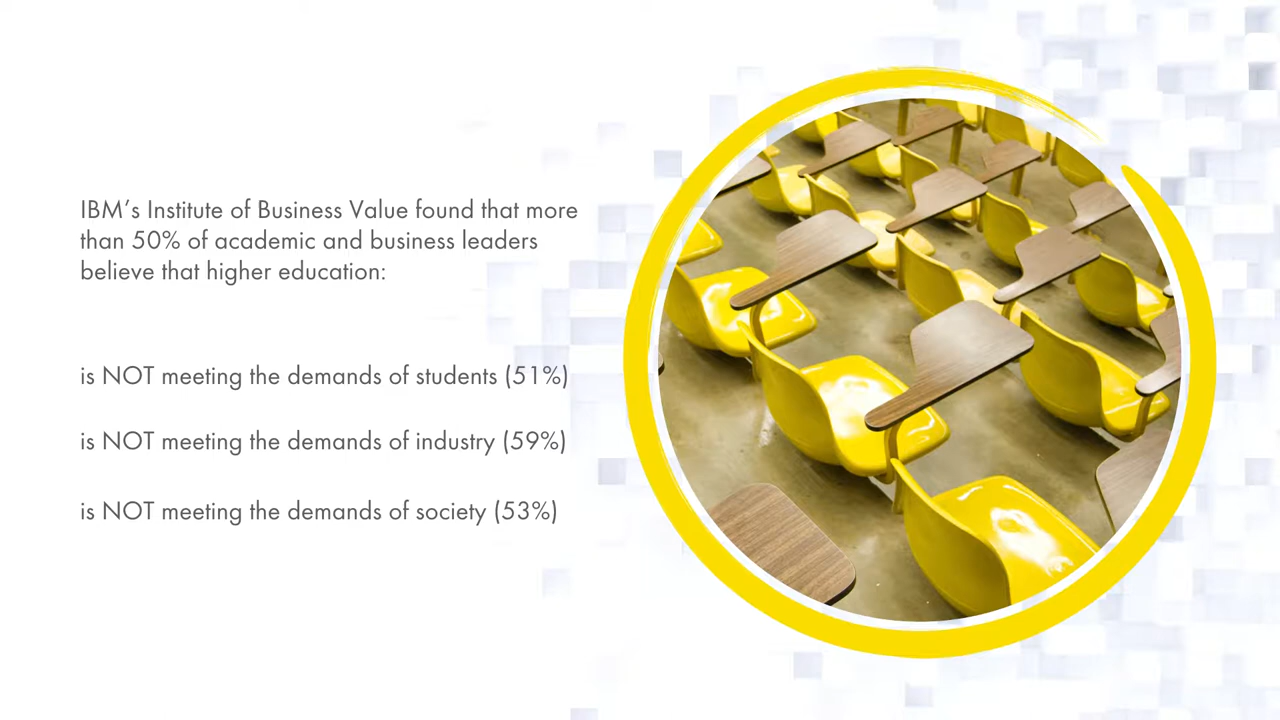 IBM’s Institute of Business Value found that more
than 50% of academic and business leaders
believe that higher education:
is NOT meeting the demands of students (51%)
is NOT meeting the demands of industry (59%)
is NOT meeting the demands of society (53%)